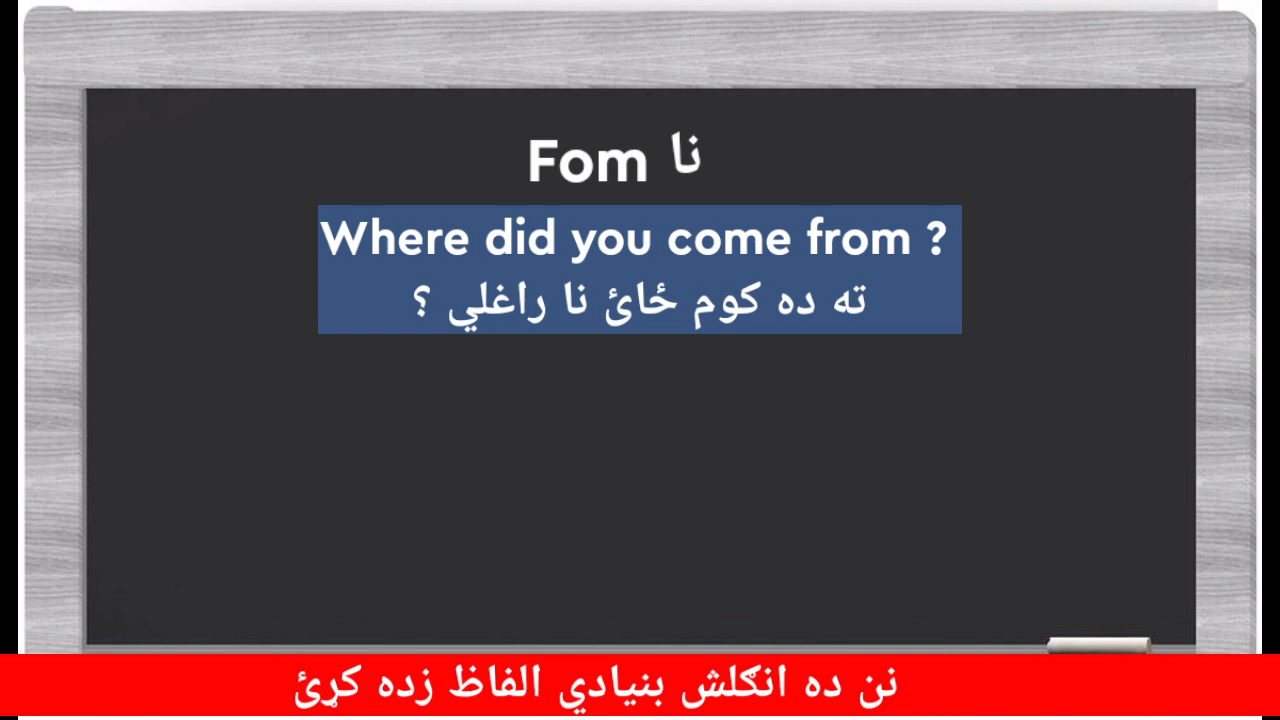 Fom نا
Where did you come from ?
ته ده کوم ځائ نا راغلي ؟
نن ده انګلش بنيادي الفاظ زده کړئ